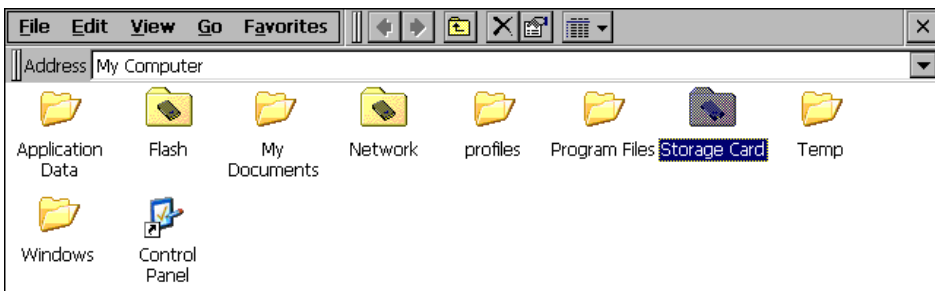 File Edit View Go Favorites
Address My Computer
Application Data Flash My Documents Network profiles Program Files Storage Card Temp
Windows Control Panel